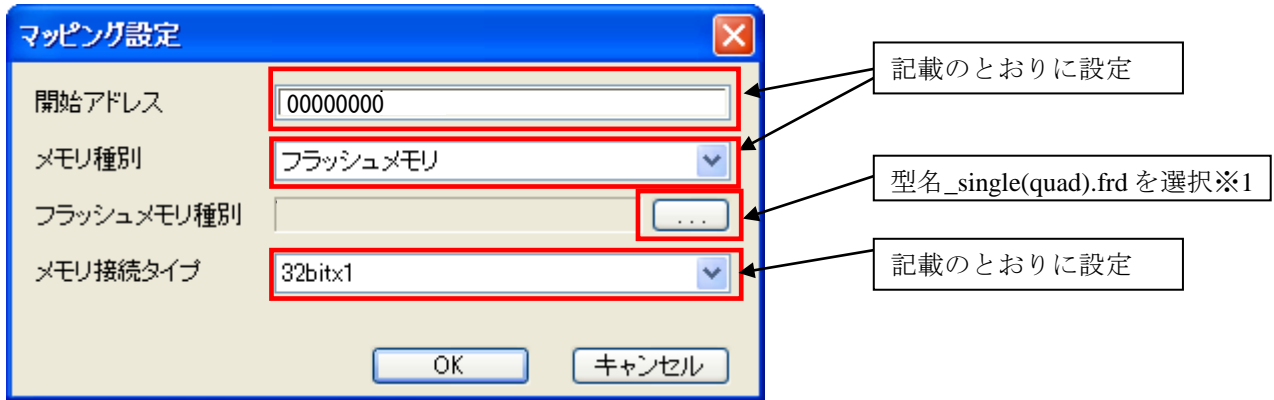 マッピング設定
開始アドレス
00000000
メモリ種別
フラッシュメモリ
フラッシュメモリ種別
...
メモリ接続タイプ
32bitx1
OK
キャンセル
記載のとおりに設定
型名_single(quad).frd を選択※1
記載のとおりに設定